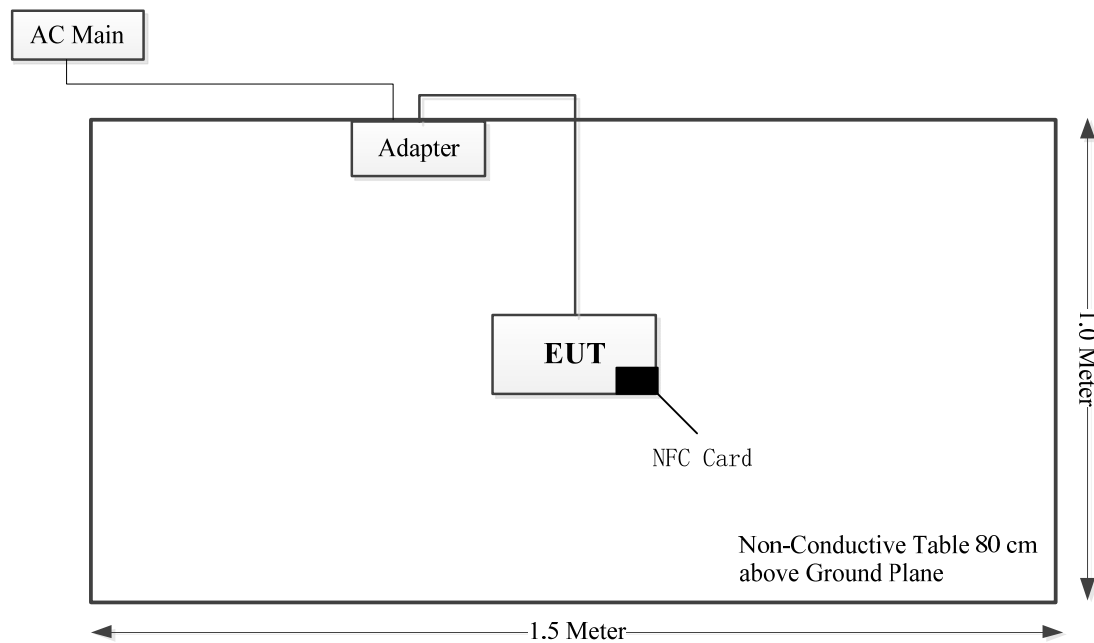 AC Main
Adapter
EUT
NFC Card
Non-Conductive Table 80 cm
above Ground Plane
1.0 Meter
1.5 Meter